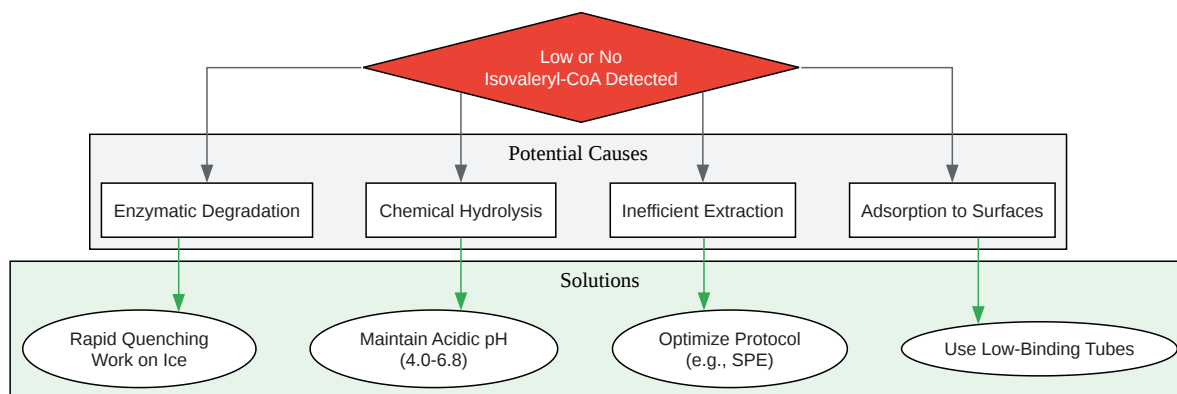 Low or No
Isovaleryl-CoA Detected
Potential Causes
Enzymatic Degradation
Chemical Hydrolysis
Inefficient Extraction
Adsorption to Surfaces
Solutions
Rapid Quenching
Work on Ice
Maintain Acidic pH
(4.0-6.8)
Optimize Protocol
(e.g., SPE)
Use Low-Binding Tubes